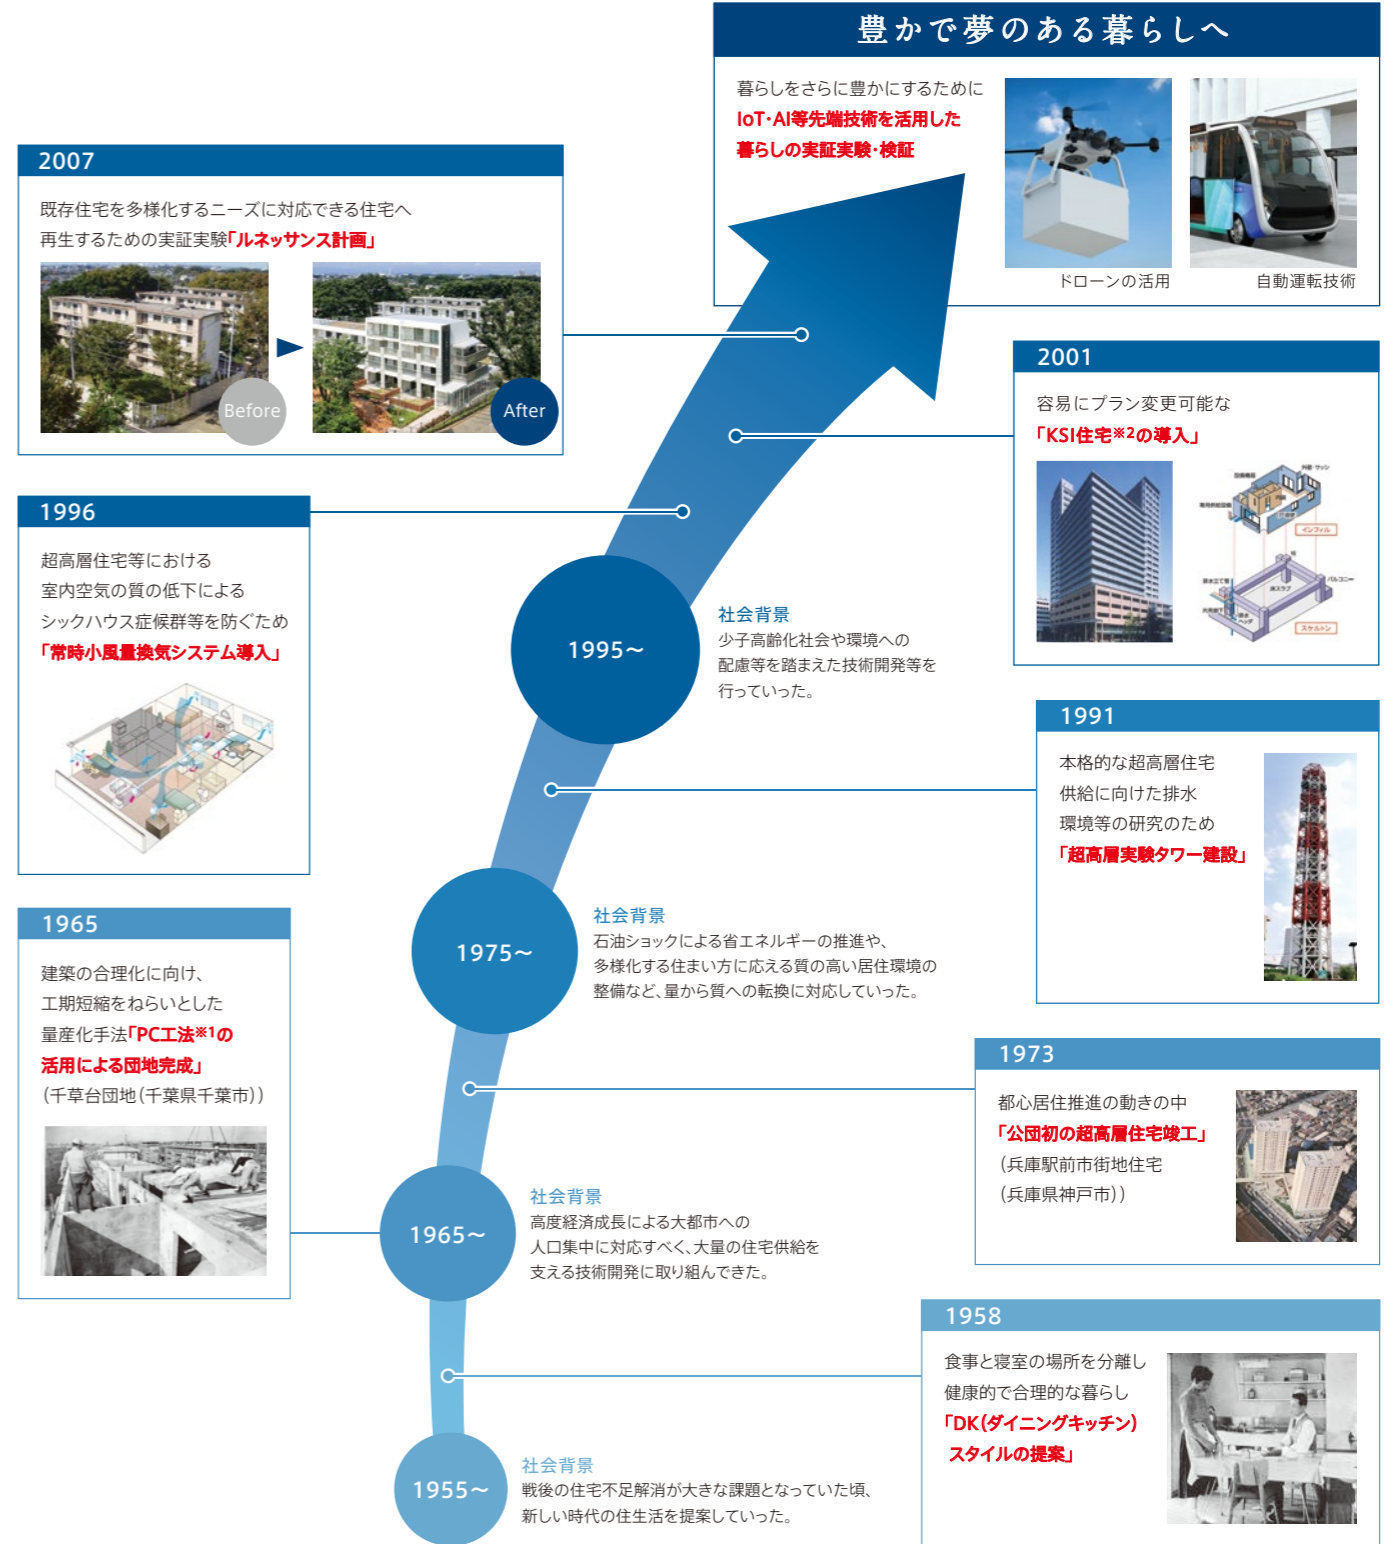 豊かで夢のある暮らしへ
暮らしをさらに豊かにするために
IoT・AI等先端技術を活用した
暮らしの実証実験・検証
ドローンの活用
自動運転技術
2007
既存住宅を多様化するニーズに対応できる住宅へ
再生するための実証実験「ルネッサンス計画」
Before
After
2001
容易にプラン変更可能な
「KSI住宅※2の導入」
インフィル
バルコニー
床スラブ
スケルトン
1996
超高層住宅等における
室内空気の質の低下による
シックハウス症候群等を防ぐため
「常時小風量換気システム導入」
1995～
社会背景
少子高齢化社会や環境への
配慮等を踏まえた技術開発等を
行っていった。
1991
本格的な超高層住宅
供給に向けた排水
環境等の研究のため
「超高層実験タワー建設」
1975～
社会背景
石油ショックによる省エネルギーの推進や、
多様化する住まい方に応える質の高い居住環境の
整備など、量から質への転換に対応していった。
1965
建築の合理化に向け、
工期短縮をねらいとした
量産化手法「PC工法※1の
活用による団地完成」
（千草台団地（千葉県千葉市））
1973
都心居住推進の動きの中
「公団初の超高層住宅竣工」
（兵庫駅前市街地住宅
（兵庫県神戸市））
1965～
社会背景
高度経済成長による大都市への
人口集中に対応すべく、大量の住宅供給を
支える技術開発に取り組んできた。
1958
食事と寝室の場所を分離し
健康的で合理的な暮らし
「DK（ダイニングキッチン）
スタイルの提案」
1955～
社会背景
戦後の住宅不足解消が大きな課題となっていた頃、
新しい時代の住生活を提案していった。